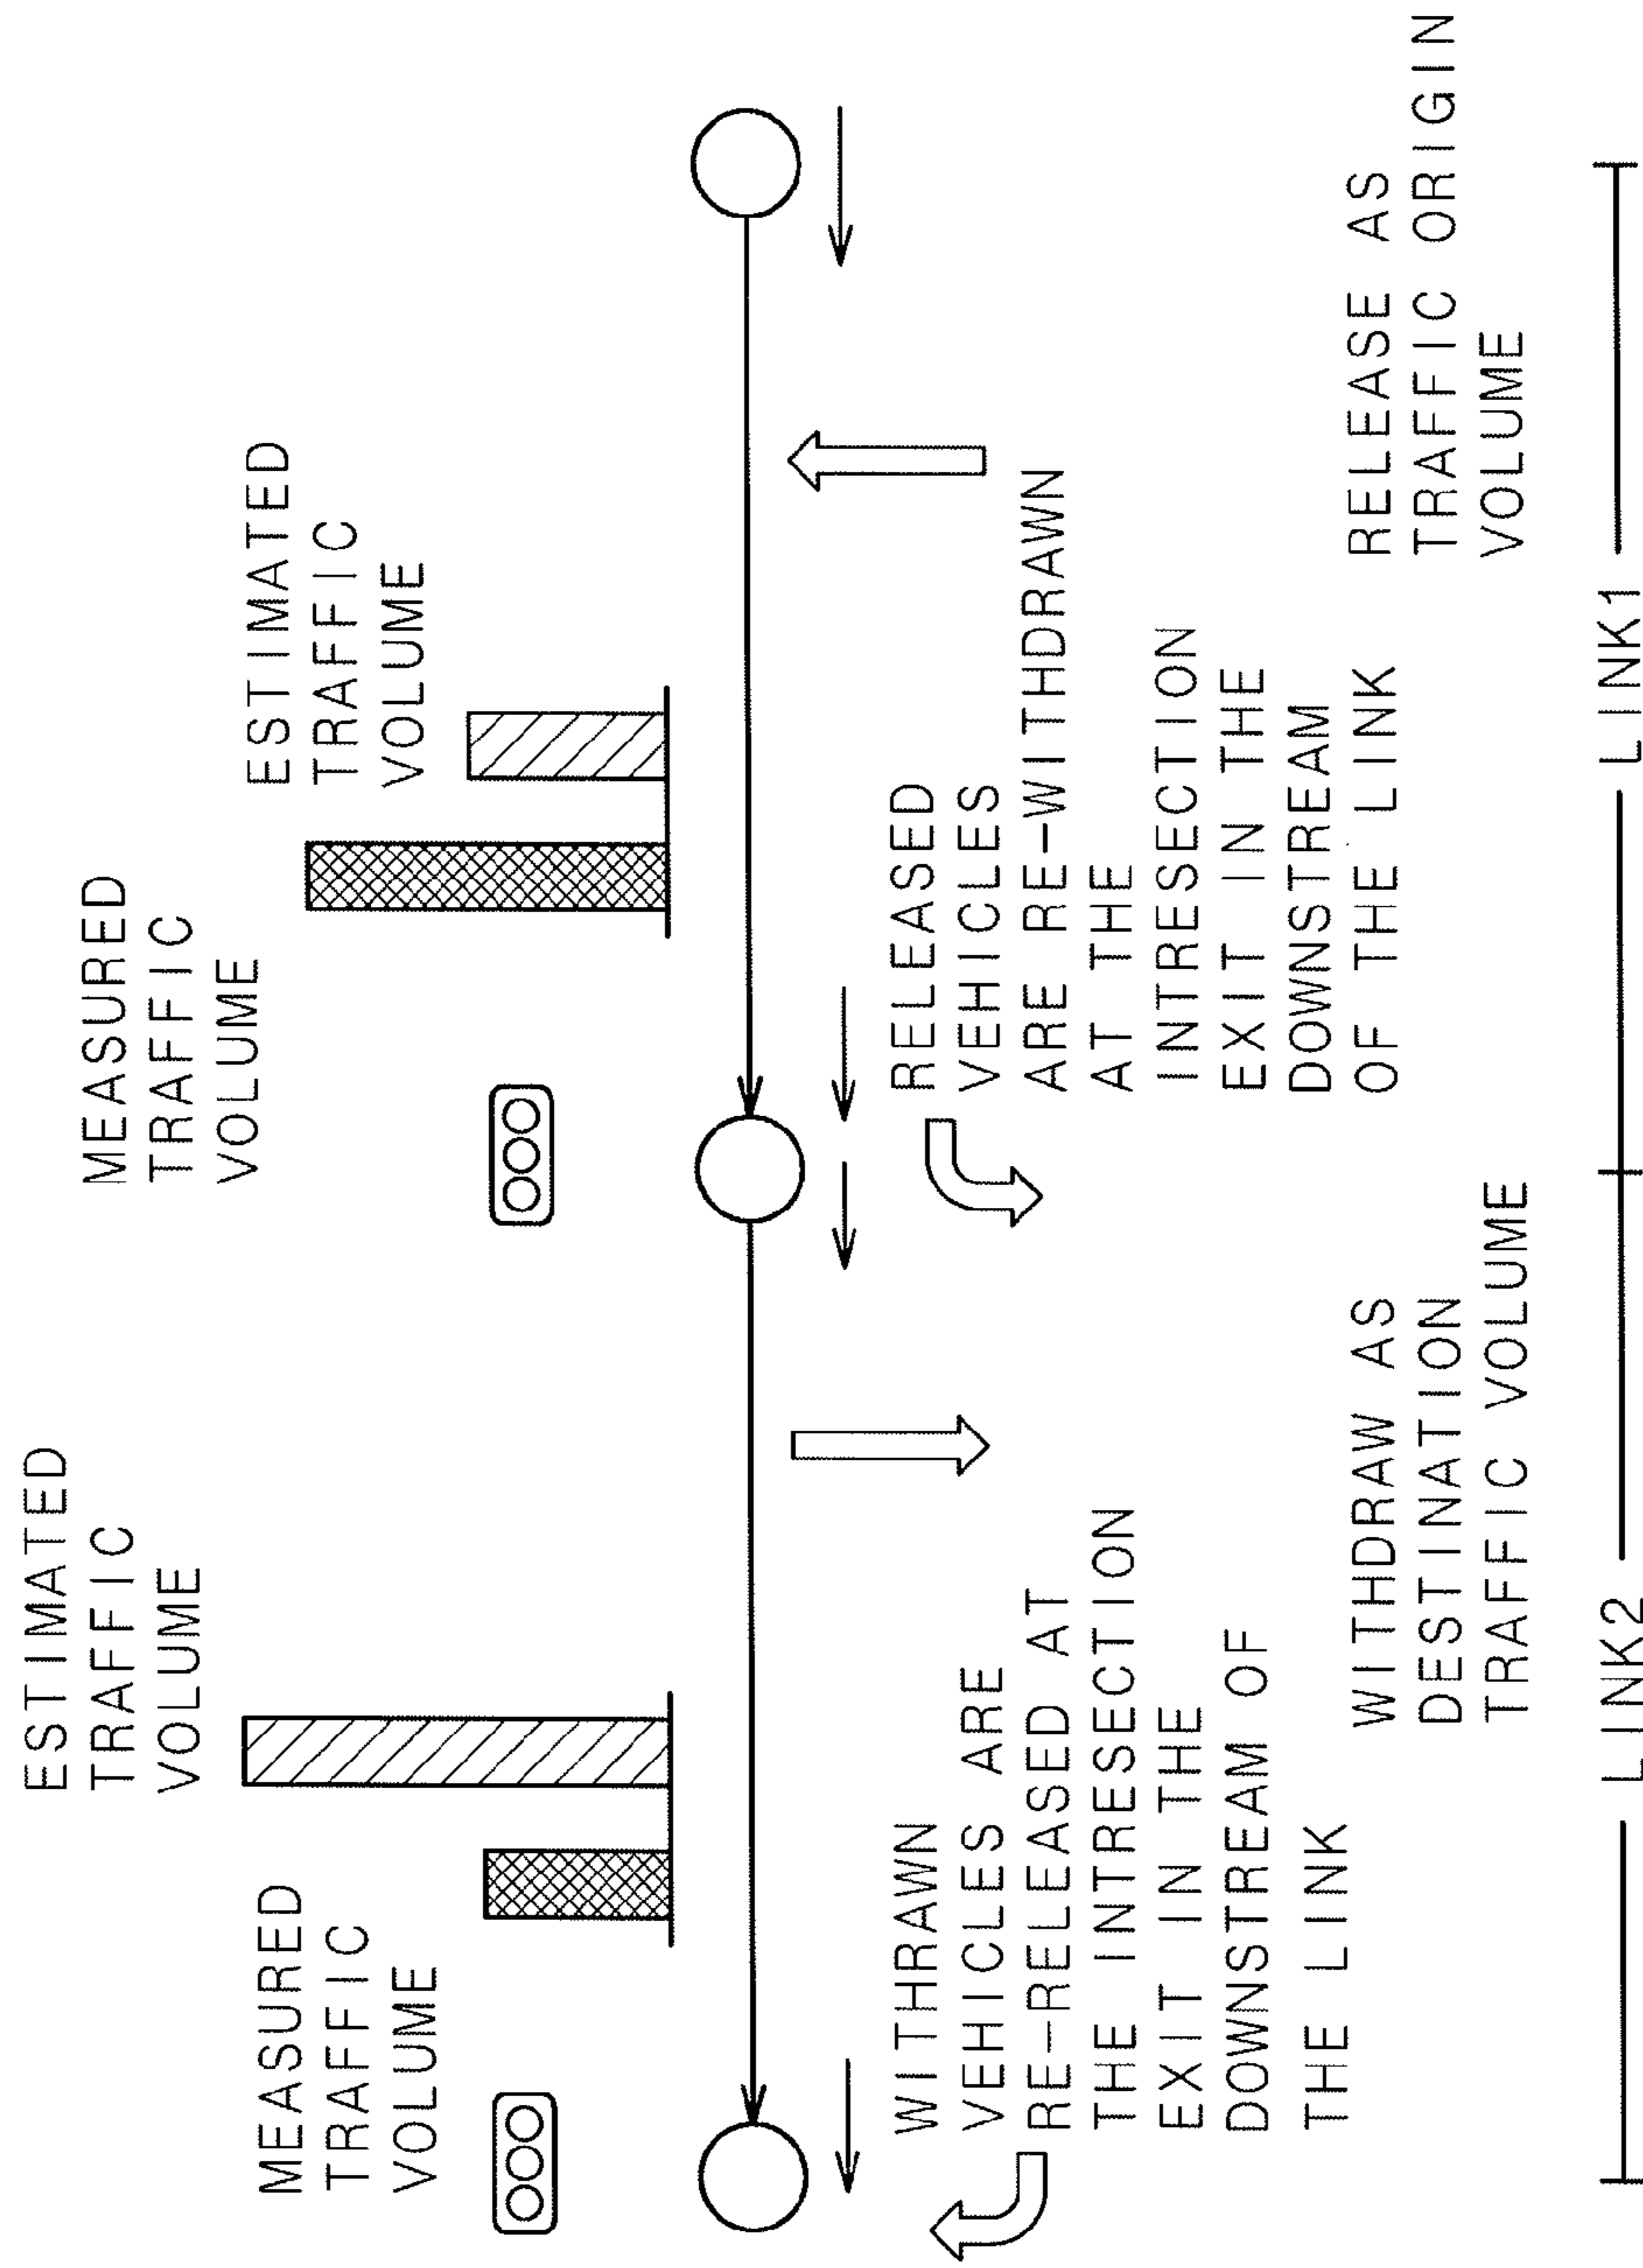 ESTIMATED
TRAFFIC
VOLUME
MEASURED
TRAFFIC
VOLUME
ESTIMATED
TRAFFIC
VOLUME
MEASURED
TRAFFIC
VOLUME
WITHRAWN
VEHICLES ARE
RE-RELEASED AT
THE INTRESECTION
EXIT IN THE
DOWNSTREAM OF
THE LINK
RELEASED
VEHICLES
ARE RE-WITHDRAWN
AT THE
INTRESECTION
EXIT IN THE
DOWNSTREAM
OF THE LINK
WITHDRAW AS
DESTINATION
TRAFFIC VOLUME
RELEASE AS
TRAFFIC ORIGIN
VOLUME
LINK2
LINK1